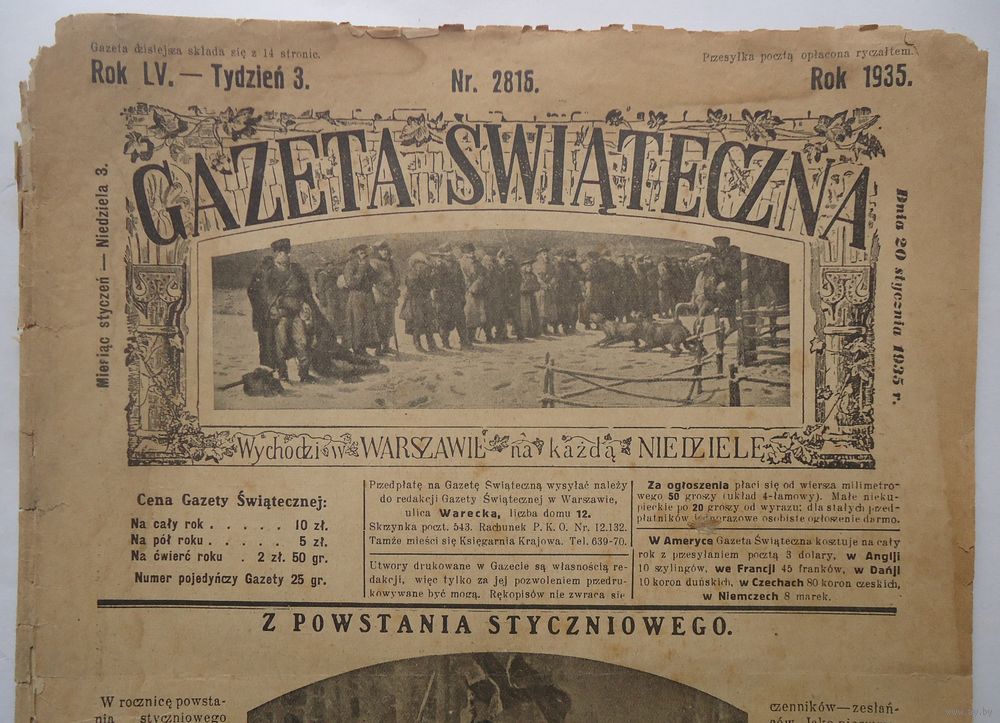 Gazeta dzisiejsza składa się z 14 stronic.
Przesyłka pocztą opłacona ryczałtem.
Rok LV. — Tydzień 3.
Nr. 2815.
Rok 1935.
GAZETA ŚWIĄTECZNA
Miesiąc styczeń — Niedziela 3.
Dnia 20 stycznia 1935 r.
Wychodzi w WARSZAWIE na każdą NIEDZIELĘ
Cena Gazety Świątecznej:
Na cały rok . . . . . 10 zł.
Na pół roku . . . . . 5 zł.
Na ćwierć roku . 2 zł. 50 gr.
Numer pojedyńczy Gazety 25 gr.
Przedpłatę na Gazetę Świąteczną wysyłać należy
do redakcji Gazety Świątecznej w Warszawie,
ulica Warecka, liczba domu 12.
Skrzynka poczt. 543. Rachunek P. K. O. Nr. 12.132.
Tamże mieści się Księgarnia Krajowa. Tel. 639-70.
Utwory drukowane w Gazecie są własnością re-
dakcji, więc tylko za jej pozwoleniem przedru-
kowywane być mogą. Rękopisów nie zwraca się
Za ogłoszenia płaci się od wiersza milimetro-
wego 50 groszy (układ 4-łamowy). Małe nieku-
pieckie po 20 groszy od wyrazu; dla stałych przed-
płatników jednorazowe osobiste ogłoszenie darmo.
W Ameryce Gazeta Świąteczna kosztuje na cały
rok z przesyłaniem pocztą 3 dolary, w Anglji
10 szylingów, we Francji 45 franków, w Danji
10 koron duńskich, w Czechach 80 koron czeskich,
w Niemczech 8 marek.
Z POWSTANIA STYCZNIOWEGO.
W rocznicę powsta-
nia styczniowego
czenników—zesłań-